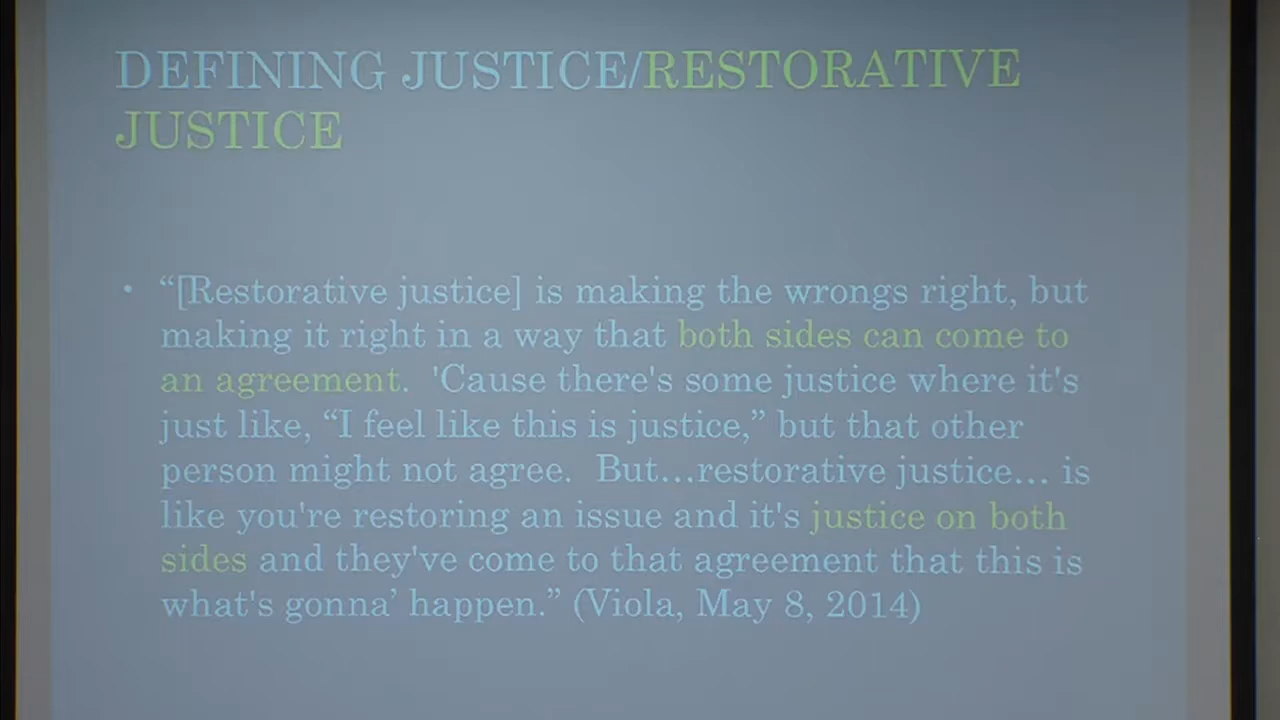 DEFINING JUSTICE/RESTORATIVE
JUSTICE
• “[Restorative justice] is making the wrongs right, but
making it right in a way that both sides can come to
an agreement.  'Cause there's some justice where it's
just like, “I feel like this is justice,” but that other
person might not agree.  But…restorative justice… is
like you're restoring an issue and it's justice on both
sides and they've come to that agreement that this is
what's gonna’ happen.” (Viola, May 8, 2014)